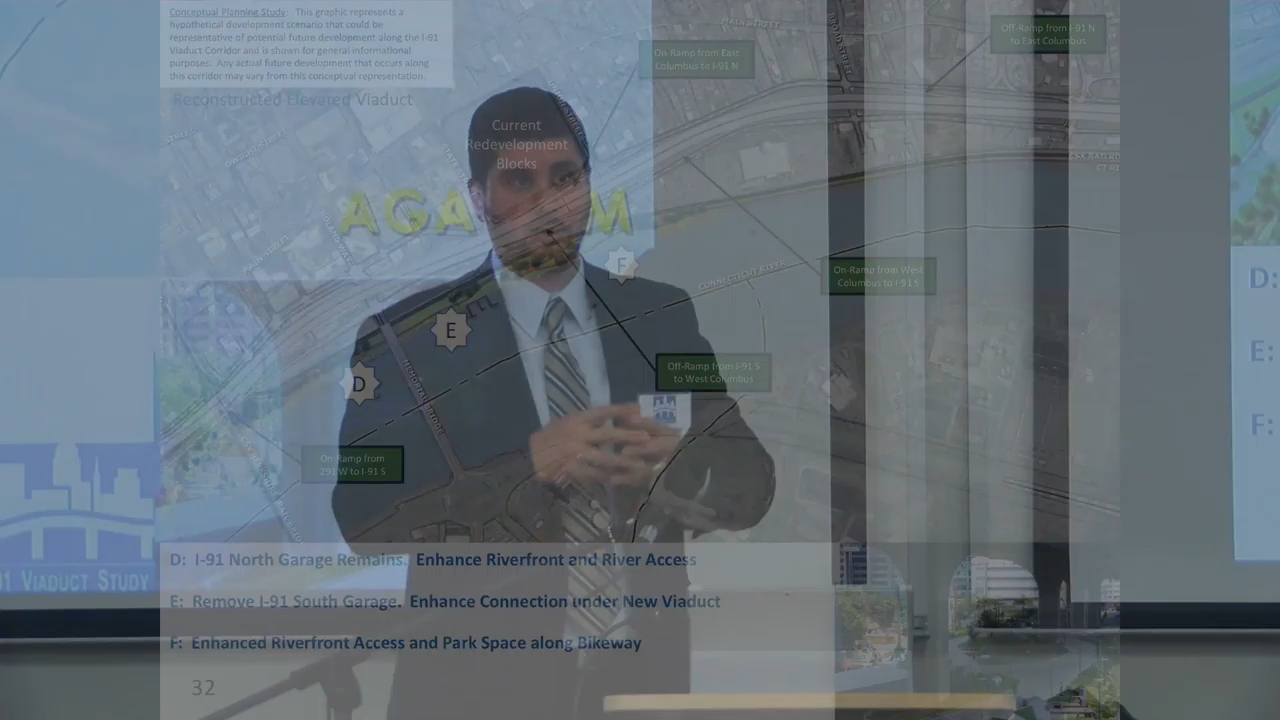 Conceptual Planning Study: This graphic represents a
hypothetical development scenario that could be
representative of potential future development along the I-91
Viaduct Corridor and is shown for general informational
purposes. Any actual future development that occurs along
this corridor may vary from this conceptual representation.
Reconstructed Elevated Viaduct
MAIN STREET
On-Ramp from East
Columbus to I-91 N
Off-Ramp from I-91 N
to East Columbus
Current
Redevelopment
Blocks
AGA M
F
CONNECTICUT RIVER
On-Ramp from West
Columbus to I-91 S
E
D
Off-Ramp from I-91 S
to West Columbus
On-Ramp from
291 W to I-91 S
D:
E:
F:
91 VIADUCT STUDY
D: I-91 North Garage Remains. Enhance Riverfront and River Access
E: Remove I-91 South Garage. Enhance Connection under New Viaduct
F: Enhanced Riverfront Access and Park Space along Bikeway
32